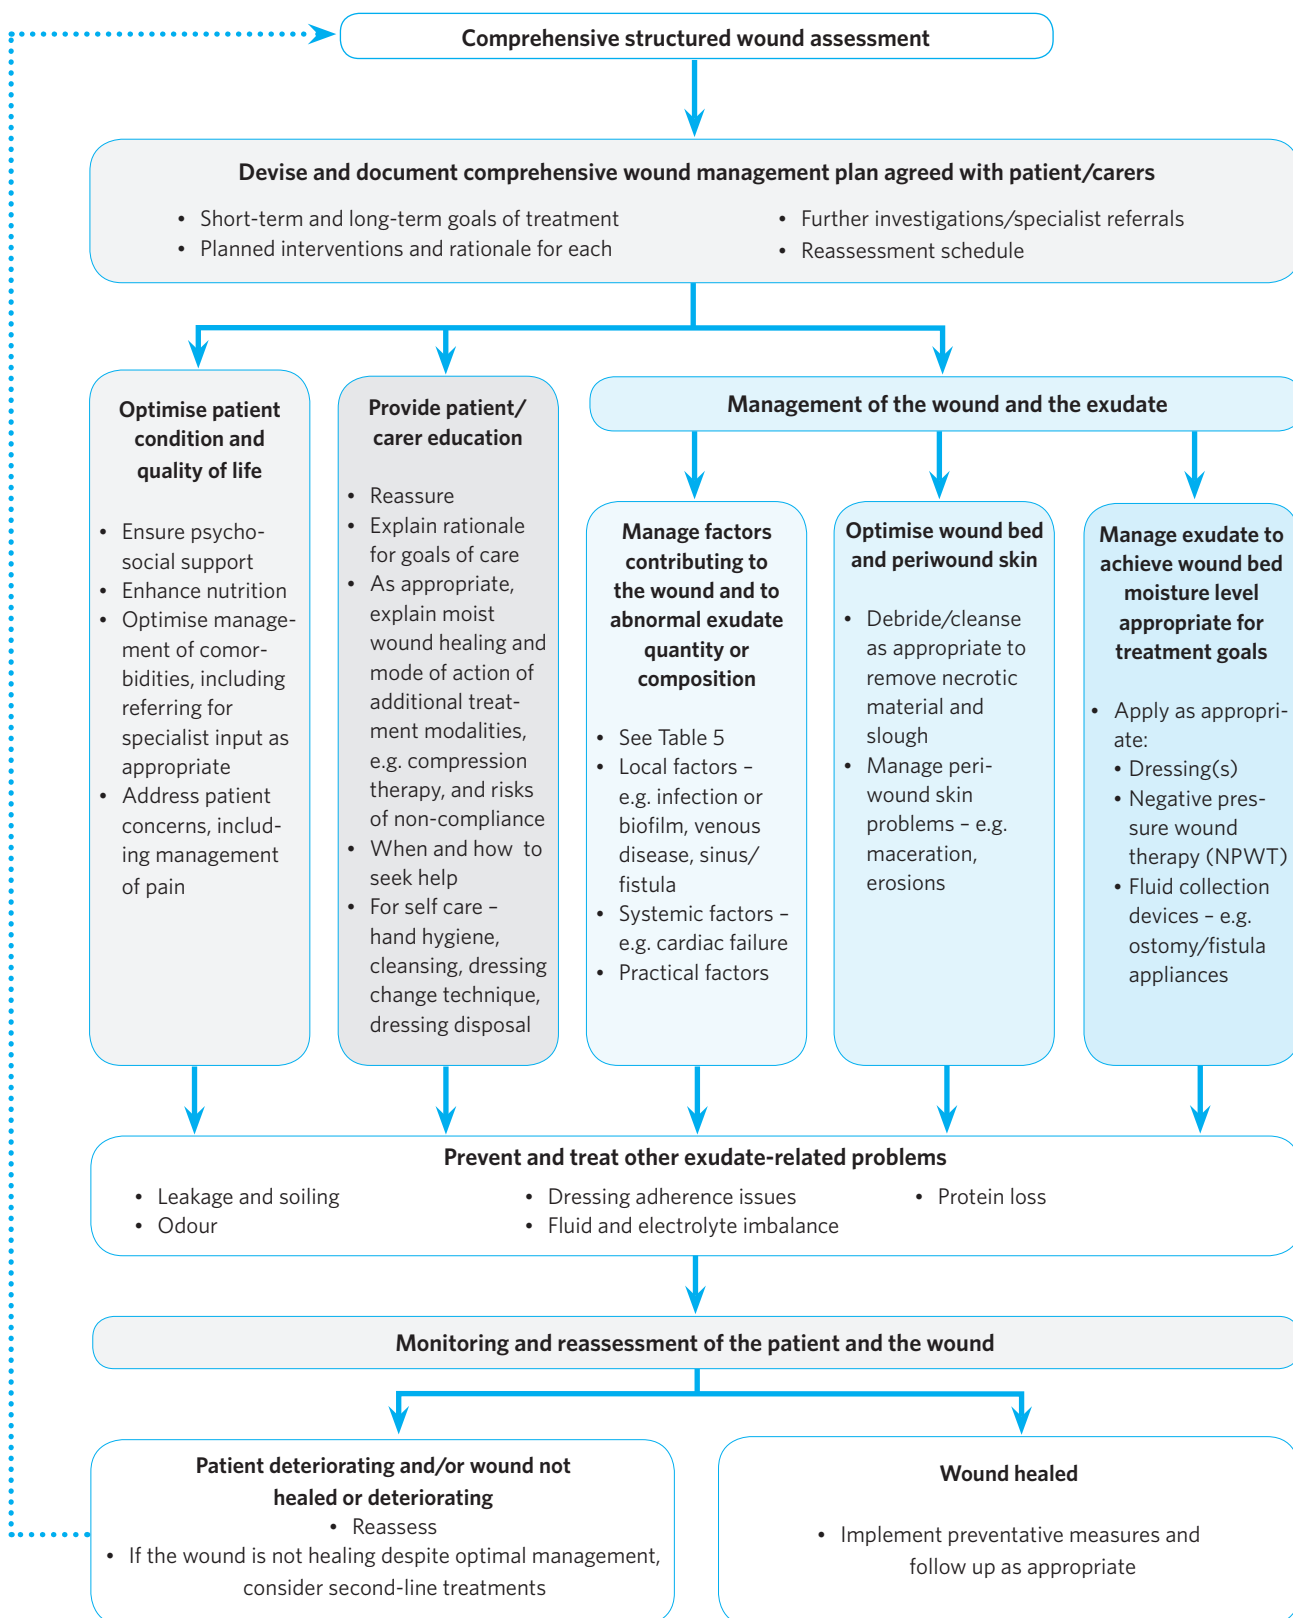 Comprehensive structured wound assessment
Devise and document comprehensive wound management plan agreed with patient/carers
• Short-term and long-term goals of treatment
• Planned interventions and rationale for each
• Further investigations/specialist referrals
• Reassessment schedule
Optimise patient
condition and
quality of life
• Ensure psycho-
social support
• Enhance nutrition
• Optimise manage-
ment of comor-
bidities, including
referring for
specialist input as
appropriate
• Address patient
concerns, includ-
ing management
of pain
Provide patient/
carer education
• Reassure
• Explain rationale
for goals of care
• As appropriate,
explain moist
wound healing and
mode of action of
additional treat-
ment modalities,
e.g. compression
therapy, and risks
of non-compliance
• When and how to
seek help
• For self care –
hand hygiene,
cleansing, dressing
change technique,
dressing disposal
Management of the wound and the exudate
Manage factors
contributing to
the wound and to
abnormal exudate
quantity or
composition
• See Table 5
• Local factors –
e.g. infection or
biofilm, venous
disease, sinus/
fistula
• Systemic factors –
e.g. cardiac failure
• Practical factors
Optimise wound bed
and periwound skin
• Debride/cleanse
as appropriate to
remove necrotic
material and
slough
• Manage peri-
wound skin
problems – e.g.
maceration,
erosions
Manage exudate to
achieve wound bed
moisture level
appropriate for
treatment goals
• Apply as appropri-
ate:
• Dressing(s)
• Negative pres-
sure wound
therapy (NPWT)
• Fluid collection
devices – e.g.
ostomy/fistula
appliances
Prevent and treat other exudate-related problems
• Leakage and soiling
• Odour
• Dressing adherence issues
• Fluid and electrolyte imbalance
• Protein loss
Monitoring and reassessment of the patient and the wound
Patient deteriorating and/or wound not
healed or deteriorating
• Reassess
• If the wound is not healing despite optimal management,
consider second-line treatments
Wound healed
• Implement preventative measures and
follow up as appropriate